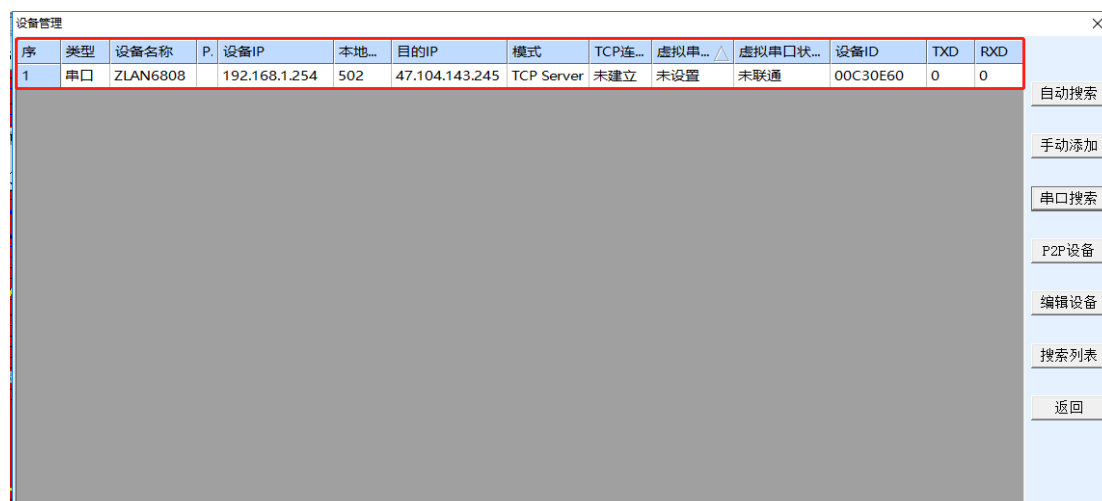 设备管理
序 类型 设备名称 P. 设备IP 本地... 目的IP 模式 TCP连... 虚拟串... 虚拟串口状... 设备ID TXD RXD
1 串口 ZLAN6808 192.168.1.254 502 47.104.143.245 TCP Server 未建立 未设置 未联通 00C30E60 0 0
自动搜索
手动添加
串口搜索
P2P设备
编辑设备
搜索列表
返回